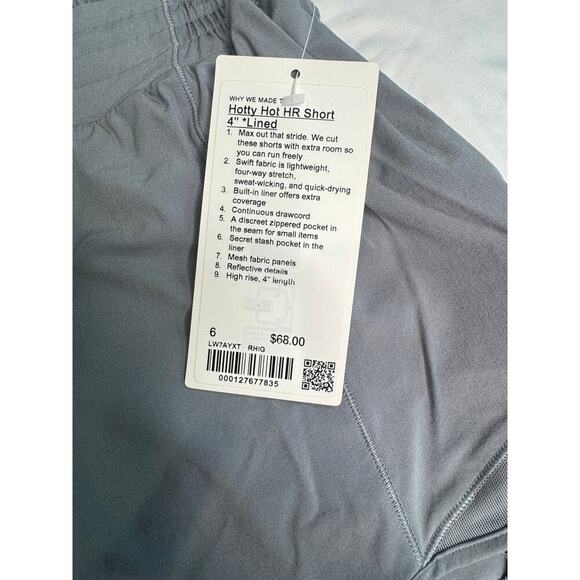 WHY WE MADE T
Hotty Hot HR Short
4" *Lined
1. Max out that stride. We cut
these shorts with extra room so
you can run freely
2. Swift fabric is lightweight,
four-way stretch,
sweat-wicking, and quick-drying
3. Built-in liner offers extra
coverage
4. Continuous drawcord
5. A discreet zippered pocket in
the seam for small items
6. Secret stash pocket in the
liner
7. Mesh fabric panels
8. Reflective details
9. High rise, 4" length
6 $68.00
LW7AYXT RHIG
000127677835